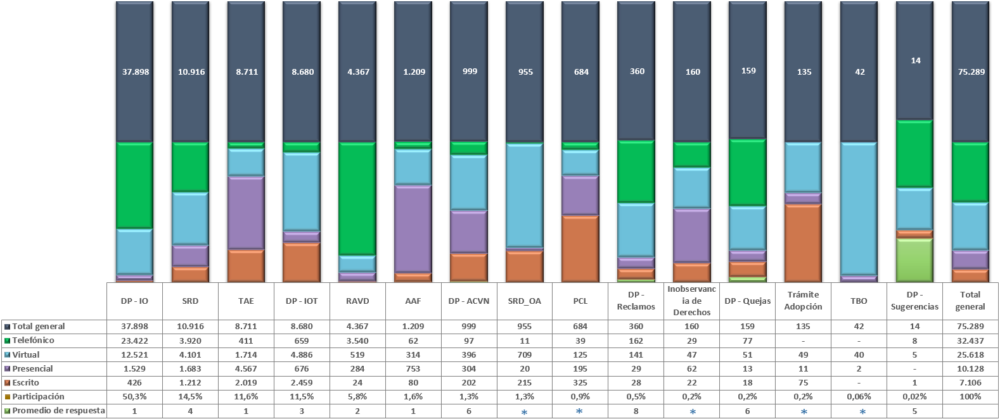 37.898 10.916 8.711 8.680 4.367 1.209 999 955 684 360 160 159 135 42 14 75.289
DP - IO SRD TAE DP - IOT RAVD AAF DP - ACVN SRD_OA PCL DP - Reclamos Inobservancia de Derechos DP - Quejas Trámite Adopción TBO DP - Sugerencias Total general
Total general 37.898 10.916 8.711 8.680 4.367 1.209 999 955 684 360 160 159 135 42 14 75.289
Telefónico 23.422 3.920 411 659 3.540 62 97 11 39 162 29 77 - - 8 32.437
Virtual 12.521 4.101 1.714 4.886 519 314 396 709 125 141 47 51 49 40 5 25.618
Presencial 1.529 1.683 4.567 676 284 753 304 20 195 29 62 13 11 2 - 10.128
Escrito 426 1.212 2.019 2.459 24 80 202 215 325 28 22 18 75 - 1 7.106
Participación 50,3% 14,5% 11,6% 11,5% 5,8% 1,6% 1,3% 1,3% 0,9% 0,5% 0,2% 0,2% 0,2% 0,06% 0,02% 100%
Promedio de respuesta 1 4 1 3 2 1 6 * * 8 * 6 * * 5